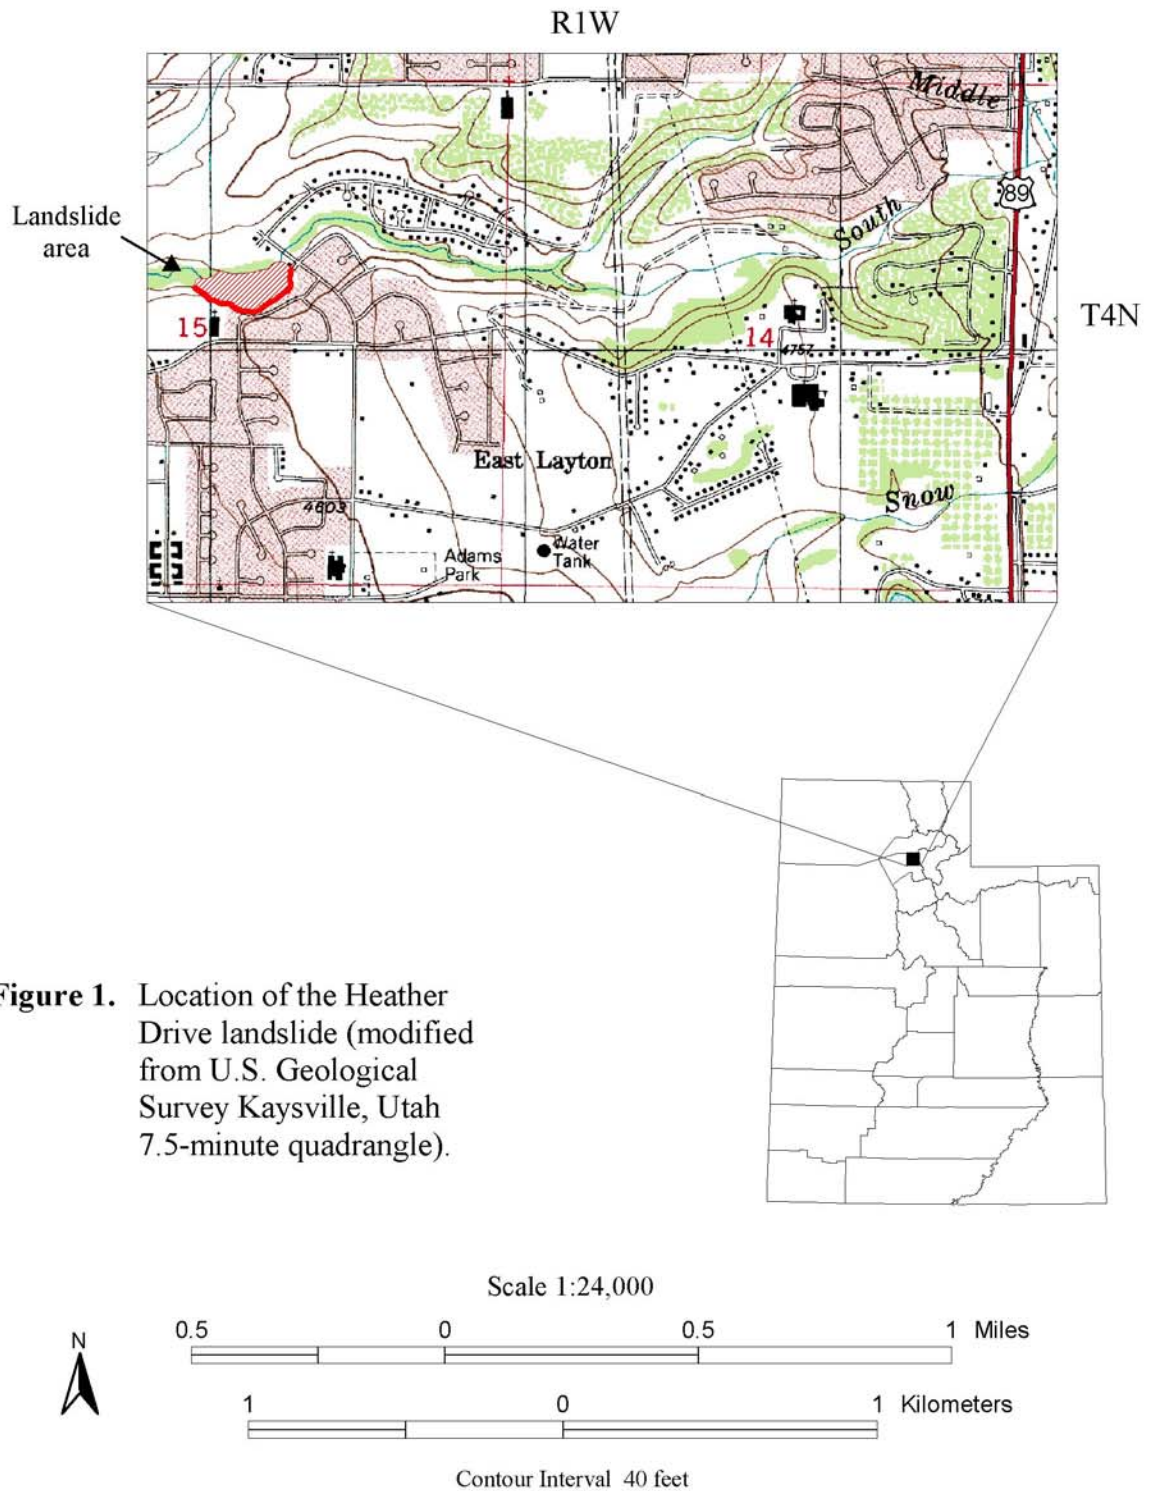 R1W
Middle
89
South
Landslide
area
T4N
15
14
4757
East Layton
Snow
4603
Water
Tank
Adams
Park
Figure 1. Location of the Heather
Drive landslide (modified
from U.S. Geological
Survey Kaysville, Utah
7.5-minute quadrangle).
Scale 1:24,000
0.5 0 0.5 1 Miles
N
1 0 1 Kilometers
Contour Interval 40 feet